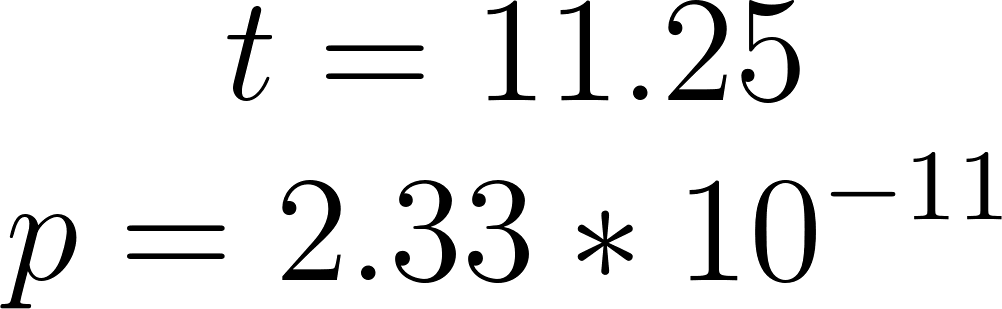 t = 11.25
p = 2.33 * 10⁻¹¹